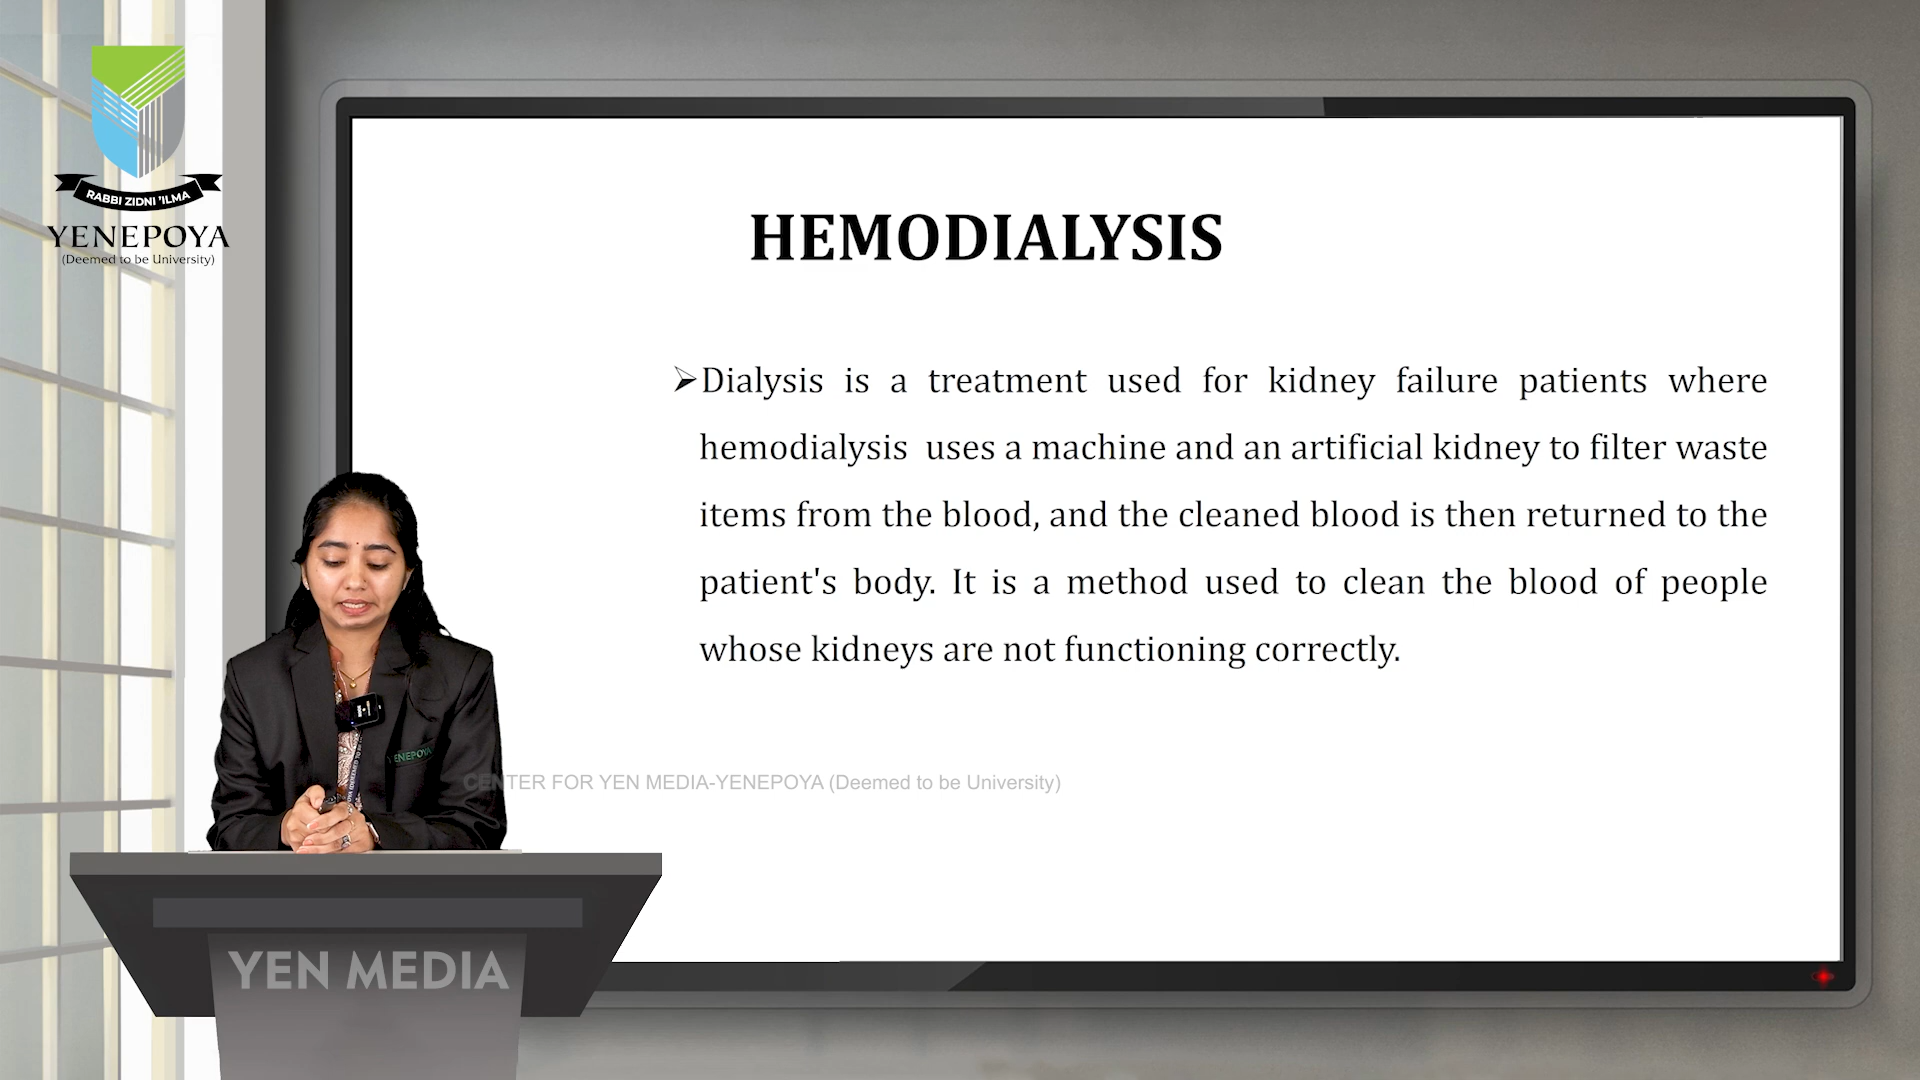 RABBI ZIDNI 'ILMA
YENEPOYA
(Deemed to be University)
HEMODIALYSIS
➢Dialysis is a treatment used for kidney failure patients where
hemodialysis uses a machine and an artificial kidney to filter waste
items from the blood, and the cleaned blood is then returned to the
patient's body. It is a method used to clean the blood of people
whose kidneys are not functioning correctly.
ENEPOYA
CENTER FOR YEN MEDIA-YENEPOYA (Deemed to be University)
YEN MEDIA